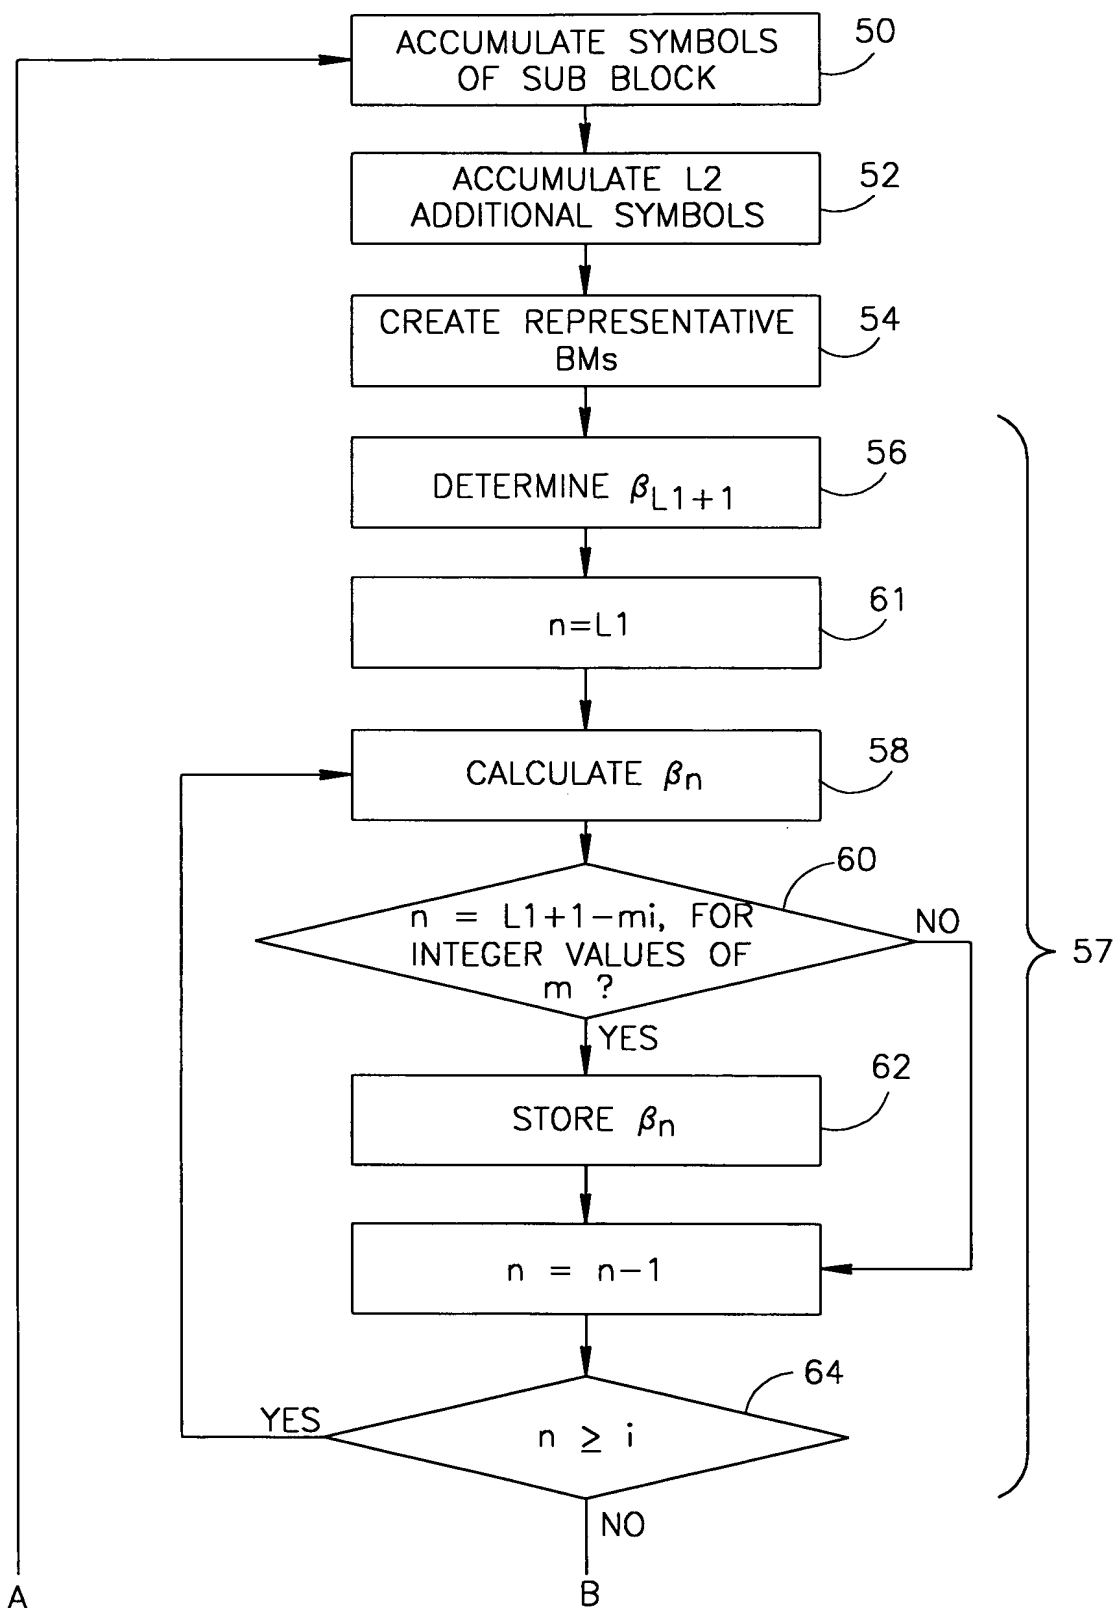 ACCUMULATE SYMBOLS
OF SUB BLOCK
50
ACCUMULATE L2
ADDITIONAL SYMBOLS
52
CREATE REPRESENTATIVE
BMs
54
DETERMINE βL1+1
56
n=L1
61
CALCULATE βn
58
n = L1+1-mi, FOR
INTEGER VALUES OF
m ?
60
NO
YES
57
STORE βn
62
n = n-1
n ≥ i
64
YES
NO
A
B